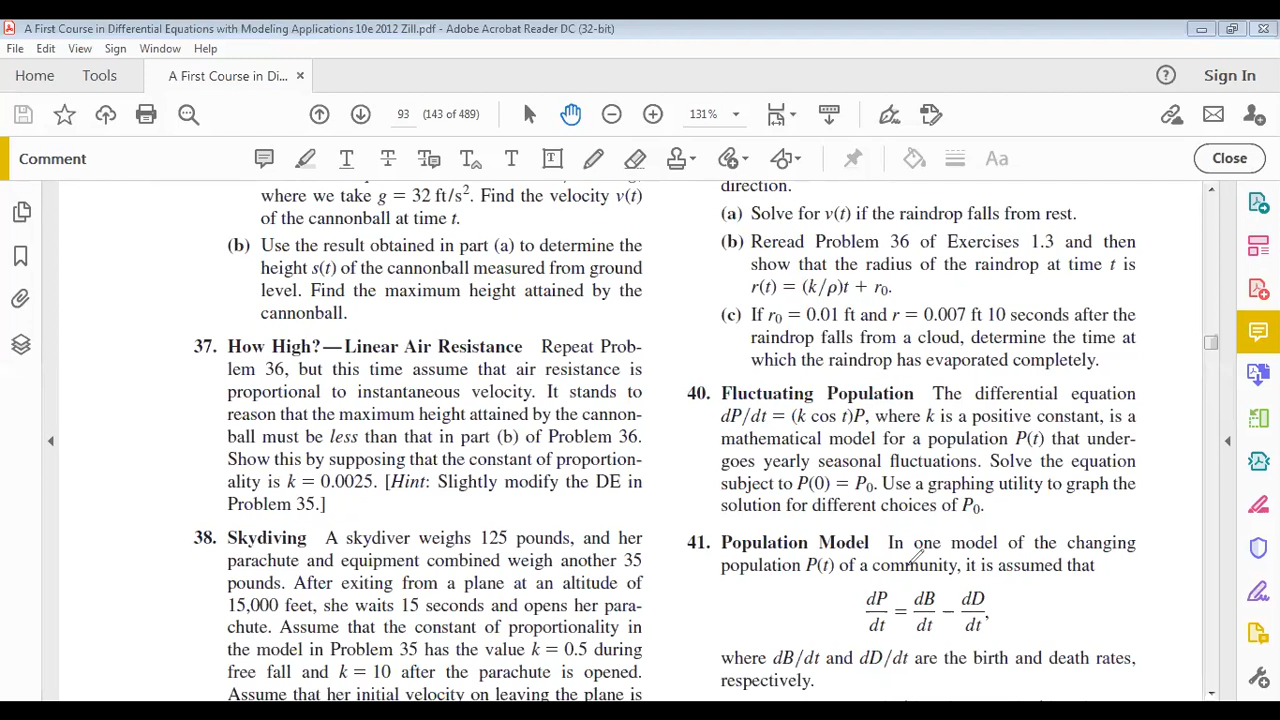 A First Course in Differential Equations with Modeling Applications 10e 2012 Zill.pdf - Adobe Acrobat Reader DC (32-bit)
File Edit View Sign Window Help
Home Tools A First Course in Di... × Sign In
93 (143 of 489) 131%
Comment Close
where we take g = 32 ft/s². Find the velocity v(t)
of the cannonball at time t.
(b) Use the result obtained in part (a) to determine the
height s(t) of the cannonball measured from ground
level. Find the maximum height attained by the
cannonball.
37. How High?—Linear Air Resistance Repeat Prob-
lem 36, but this time assume that air resistance is
proportional to instantaneous velocity. It stands to
reason that the maximum height attained by the cannon-
ball must be less than that in part (b) of Problem 36.
Show this by supposing that the constant of proportion-
ality is k = 0.0025. [Hint: Slightly modify the DE in
Problem 35.]
38. Skydiving A skydiver weighs 125 pounds, and her
parachute and equipment combined weigh another 35
pounds. After exiting from a plane at an altitude of
15,000 feet, she waits 15 seconds and opens her para-
chute. Assume that the constant of proportionality in
the model in Problem 35 has the value k = 0.5 during
free fall and k = 10 after the parachute is opened.
Assume that her initial velocity on leaving the plane is
direction.
(a) Solve for v(t) if the raindrop falls from rest.
(b) Reread Problem 36 of Exercises 1.3 and then
show that the radius of the raindrop at time t is
r(t) = (k/ρ)t + r₀.
(c) If r₀ = 0.01 ft and r = 0.007 ft 10 seconds after the
raindrop falls from a cloud, determine the time at
which the raindrop has evaporated completely.
40. Fluctuating Population The differential equation
dP/dt = (k cos t)P, where k is a positive constant, is a
mathematical model for a population P(t) that under-
goes yearly seasonal fluctuations. Solve the equation
subject to P(0) = P₀. Use a graphing utility to graph the
solution for different choices of P₀.
41. Population Model In one model of the changing
population P(t) of a community, it is assumed that
dP/dt = dB/dt − dD/dt,
where dB/dt and dD/dt are the birth and death rates,
respectively.